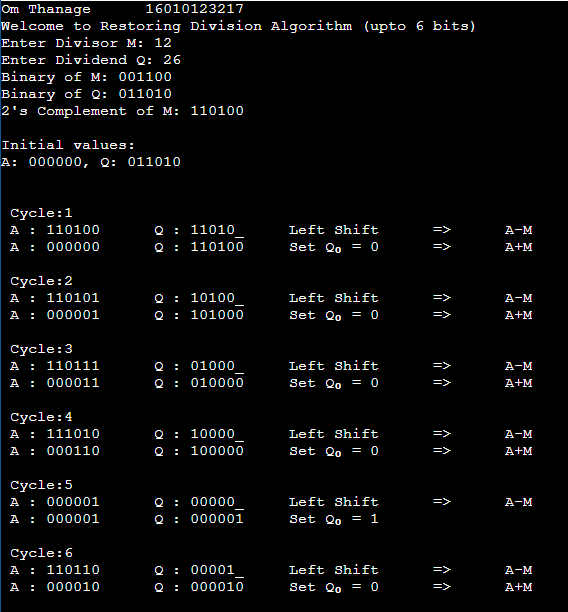 Om Thanage      16010123217
Welcome to Restoring Division Algorithm (upto 6 bits)
Enter Divisor M: 12
Enter Dividend Q: 26
Binary of M: 001100
Binary of Q: 011010
2's Complement of M: 110100
Initial values:
A: 000000, Q: 011010
Cycle:1
A : 110100      Q : 11010_     Left Shift      =>      A-M
A : 000000      Q : 110100     Set Q₀ = 0      =>      A+M
Cycle:2
A : 110101      Q : 10100_     Left Shift      =>      A-M
A : 000001      Q : 101000     Set Q₀ = 0      =>      A+M
Cycle:3
A : 110111      Q : 01000_     Left Shift      =>      A-M
A : 000011      Q : 010000     Set Q₀ = 0      =>      A+M
Cycle:4
A : 111010      Q : 10000_     Left Shift      =>      A-M
A : 000110      Q : 100000     Set Q₀ = 0      =>      A+M
Cycle:5
A : 000001      Q : 00000_     Left Shift      =>      A-M
A : 000001      Q : 000001     Set Q₀ = 1
Cycle:6
A : 110110      Q : 00001_     Left Shift      =>      A-M
A : 000010      Q : 000010     Set Q₀ = 0      =>      A+M